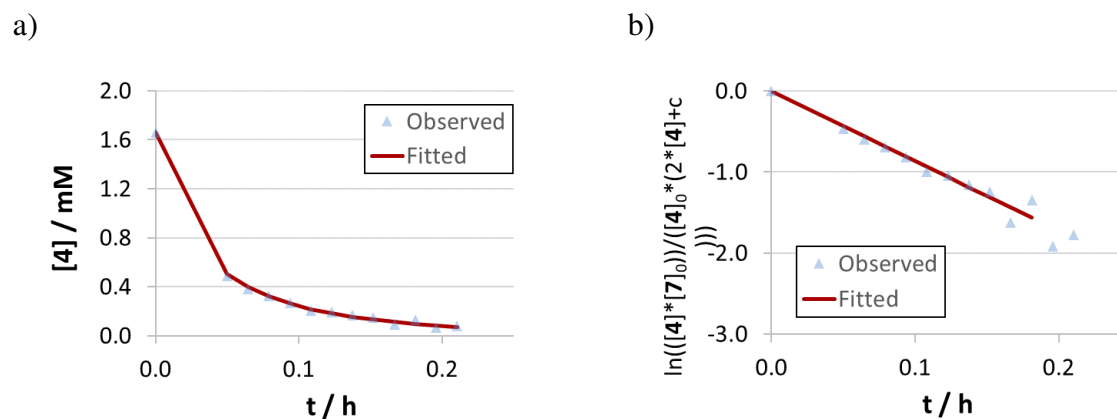 a)
[4] / mM
2.0
1.6
1.2
0.8
0.4
0.0
Observed
Fitted
0.0 0.1 0.2
t / h
b)
ln(([4]*[7]₀))/([4]₀*(2*[4]+c
)))
0.0
-1.0
-2.0
-3.0
Observed
Fitted
0.0 0.1 0.2
t / h